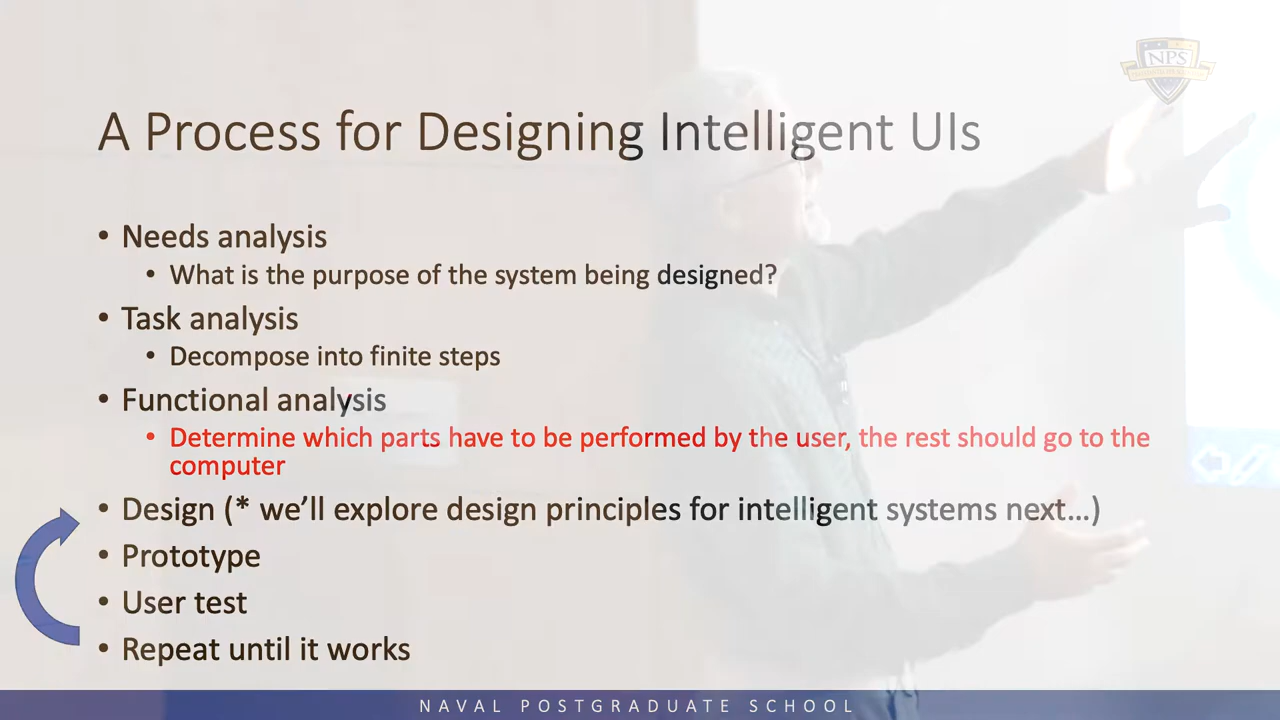 NPS
A Process for Designing Intelligent UIs
• Needs analysis
• What is the purpose of the system being designed?
• Task analysis
• Decompose into finite steps
• Functional analysis
• Determine which parts have to be performed by the user, the rest should go to the
computer
• Design (* we’ll explore design principles for intelligent systems next…)
• Prototype
• User test
• Repeat until it works
NAVAL POSTGRADUATE SCHOOL